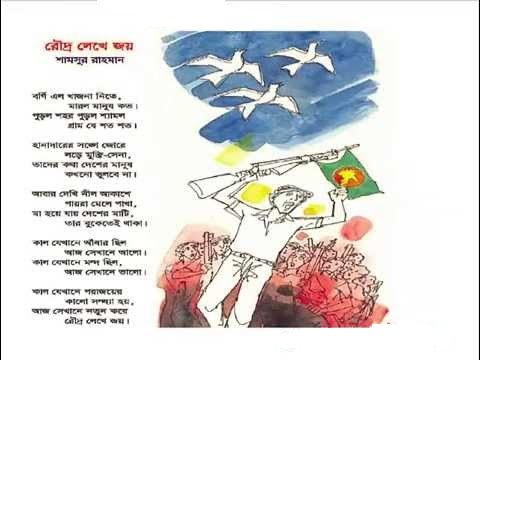 রৌদ্র লেখে জয়
শামসুর রাহমান
বর্গি এল খাজনা নিতে,
মারল মানুষ কত।
পুড়ল শহর পুড়ল শ্যামল
গ্রাম যে শত শত।
হানাদারের সঙ্গে জোরে
লড়ে মুক্তি-সেনা,
তাদের কথা দেশের মানুষ
কখনো ভুলবে না।
আবার দেখি নীল আকাশে
পায়রা মেলে পাখা,
মা হয়ে যায় দেশের মাটি,
তার বুকেতেই থাকা।
কাল যেখানে আঁধার ছিল
আজ সেখানে আলো।
কাল যেখানে মন্দ ছিল,
আজ সেখানে ভালো।
কাল যেখানে পরাজয়ের
কালো সন্ধ্যা হয়,
আজ সেখানে নতুন করে
রৌদ্র লেখে জয়।